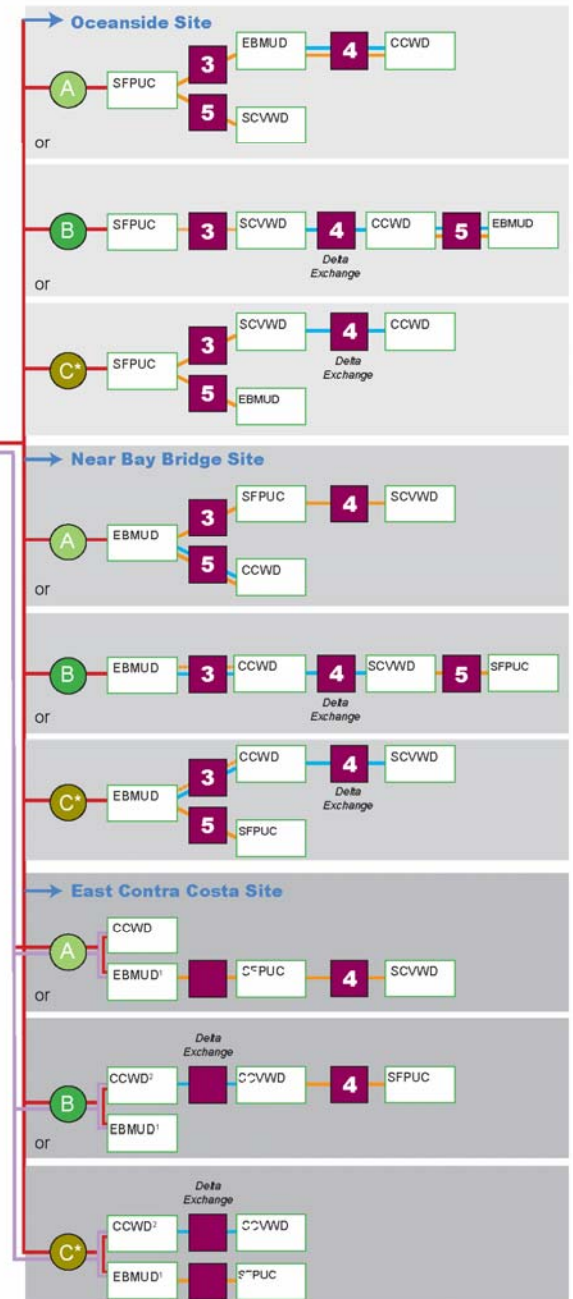 Oceanside Site
A SFPUC 3 EBMUD 4 CCWD
5 SCVWD
or
B SFPUC 3 SCVWD 4 CCWD 5 EBMUD
Delta
Exchange
or
C* SFPUC 3 SCVWD 4 CCWD
Delta
Exchange
5 EBMUD
Near Bay Bridge Site
A EBMUD 3 SFPUC 4 SCVWD
5 CCWD
or
B EBMUD 3 CCWD 4 SCVWD 5 SFPUC
Delta
Exchange
or
C* EBMUD 3 CCWD 4 SCVWD
Delta
Exchange
5 SFPUC
East Contra Costa Site
A CCWD
EBMUD¹ SFPUC 4 SCVWD
or
Delta
Exchange
B CCWD² SCVWD 4 SFPUC
EBMUD¹
or
Delta
Exchange
C* CCWD² SCVWD
EBMUD¹ SFPUC